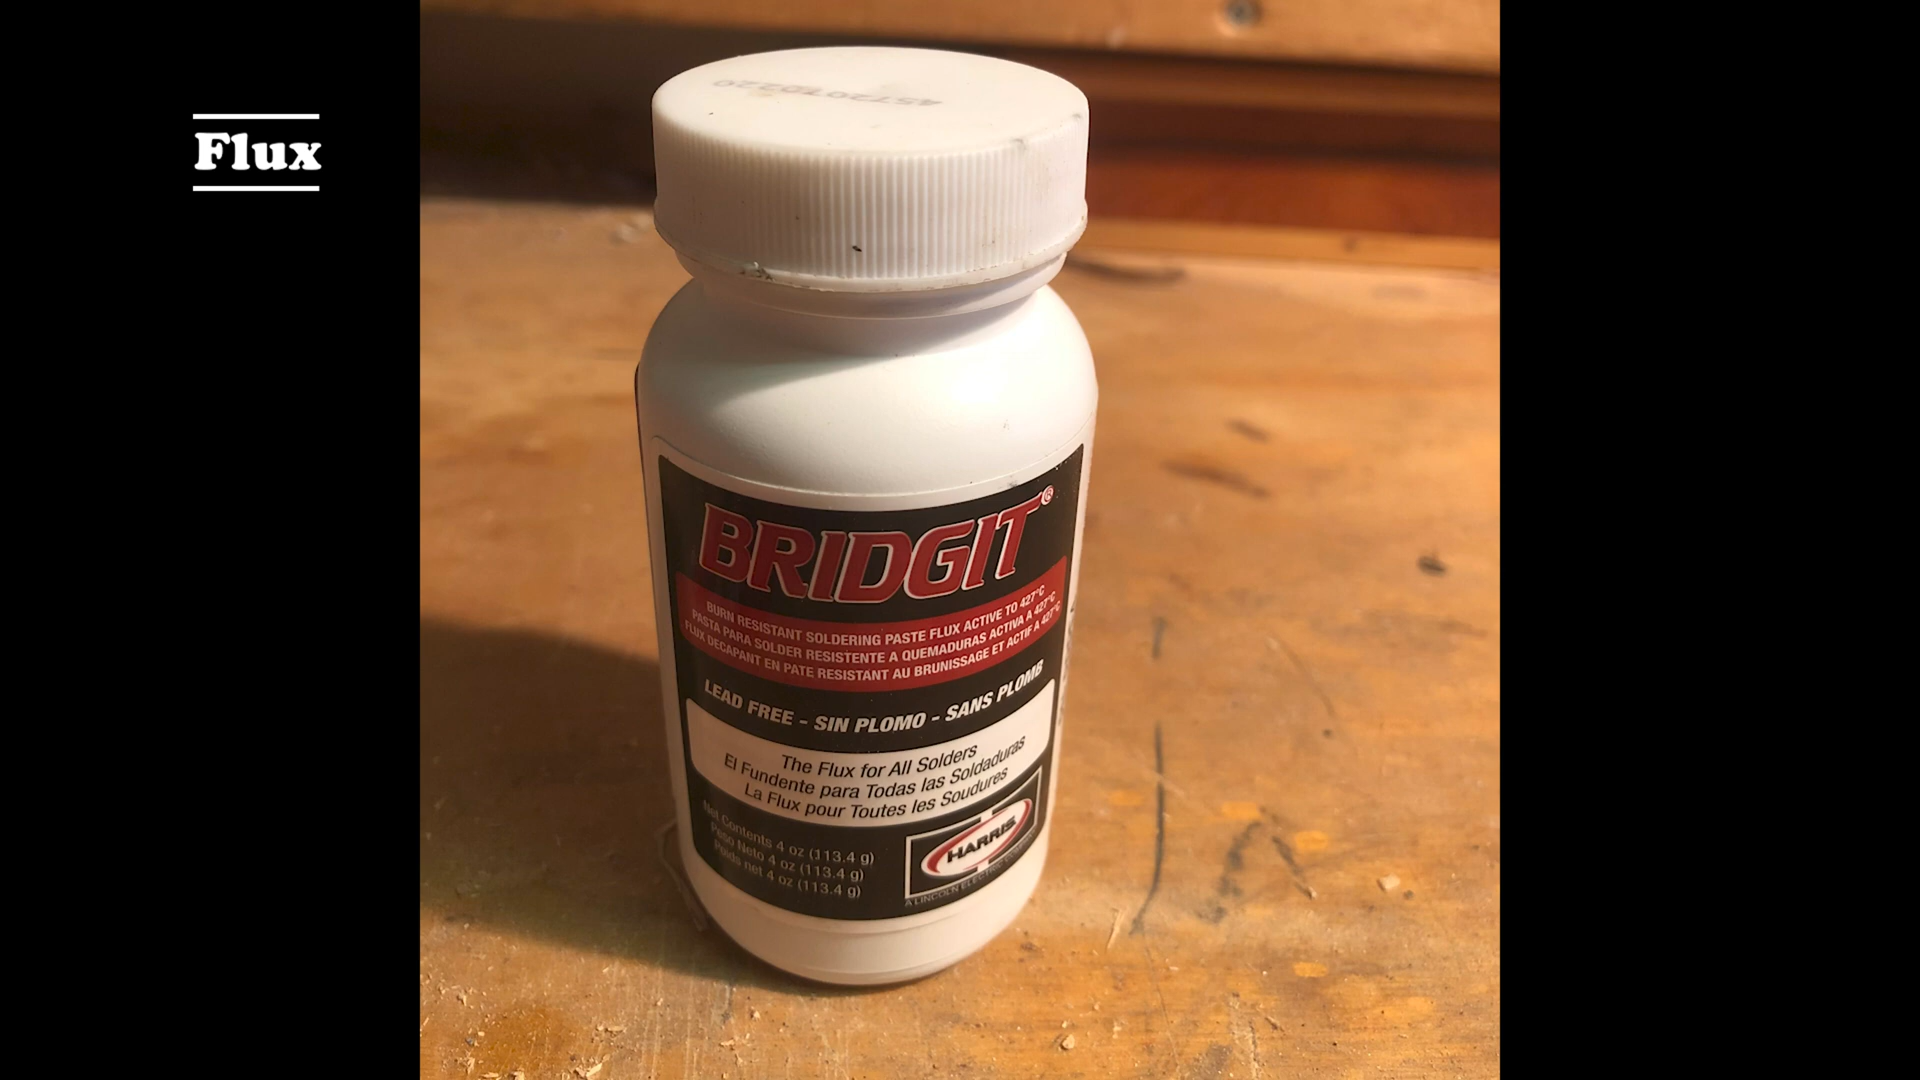 Flux
BRIDGIT®
BURN RESISTANT SOLDERING PASTE FLUX ACTIVE TO 427°C
PASTA PARA SOLDER RESISTENTE A QUEMADURAS ACTIVA A 427°C
FLUX DECAPANT EN PATE RESISTANT AU BRUNISSAGE ET ACTIF A 427°C
LEAD FREE - SIN PLOMO - SANS PLOMB
The Flux for All Solders
El Fundente para Todas las Soldaduras
La Flux pour Toutes les Soudures
Net Contents 4 oz (113.4 g)
Peso Neto 4 oz (113.4 g)
Poids net 4 oz (113.4 g)
HARRIS
A LINCOLN ELECTRIC